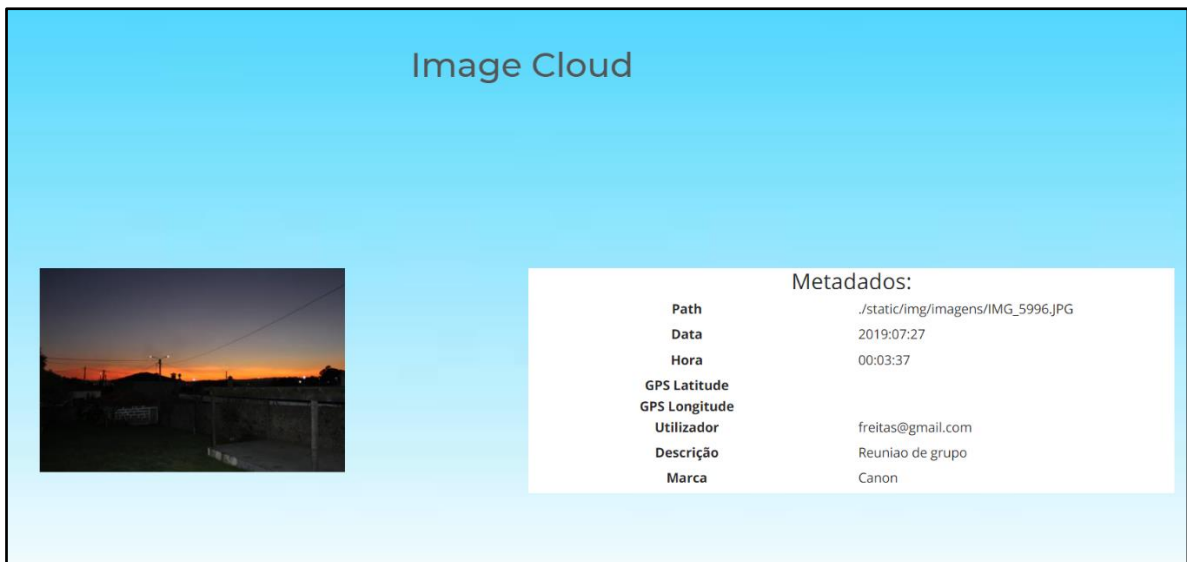 Image Cloud
Metadados:
Path ./static/img/imagens/IMG_5996.JPG
Data 2019:07:27
Hora 00:03:37
GPS Latitude
GPS Longitude
Utilizador freitas@gmail.com
Descrição Reuniao de grupo
Marca Canon